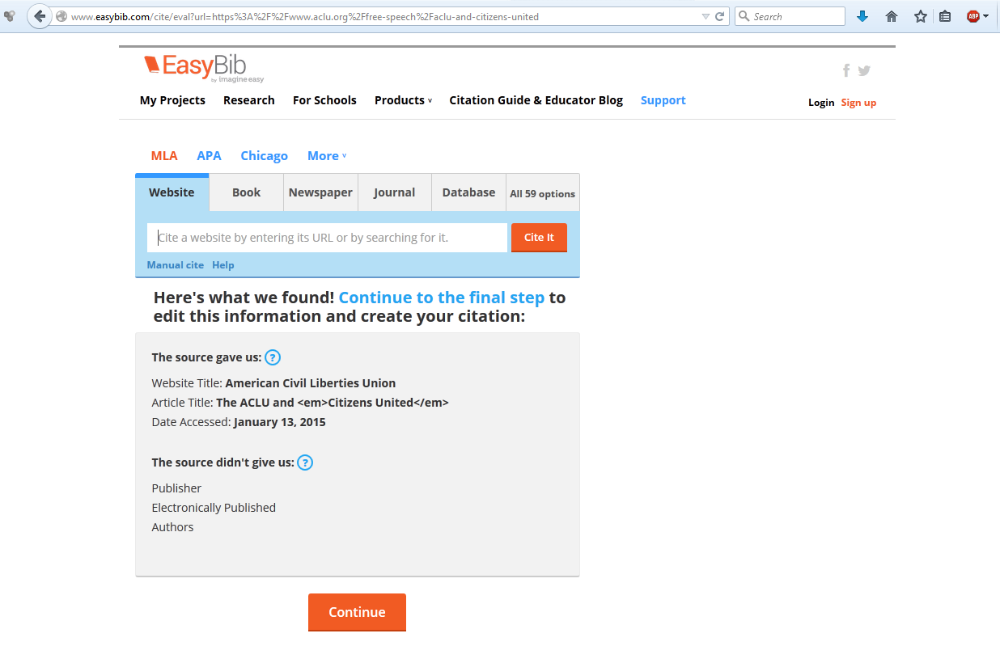 www.easybib.com/cite/eval?url=https%3A%2F%2Fwww.aclu.org%2Ffree-speech%2Faclu-and-citizens-united
Search
ABP
EasyBib
by imagine easy
My Projects Research For Schools Products v Citation Guide & Educator Blog Support
Login Sign up
MLA APA Chicago More v
Website Book Newspaper Journal Database All 59 options
Cite a website by entering its URL or by searching for it. Cite It
Manual cite Help
Here's what we found! Continue to the final step to
edit this information and create your citation:
The source gave us: ?
Website Title: American Civil Liberties Union
Article Title: The ACLU and <em>Citizens United</em>
Date Accessed: January 13, 2015
The source didn't give us: ?
Publisher
Electronically Published
Authors
Continue